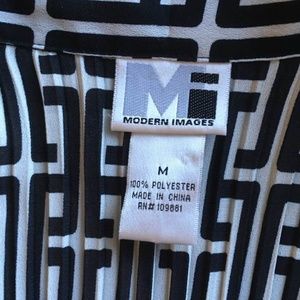 Mi
MODERN IMAGES
M
100% POLYESTER
MADE IN CHINA
RN# 109881